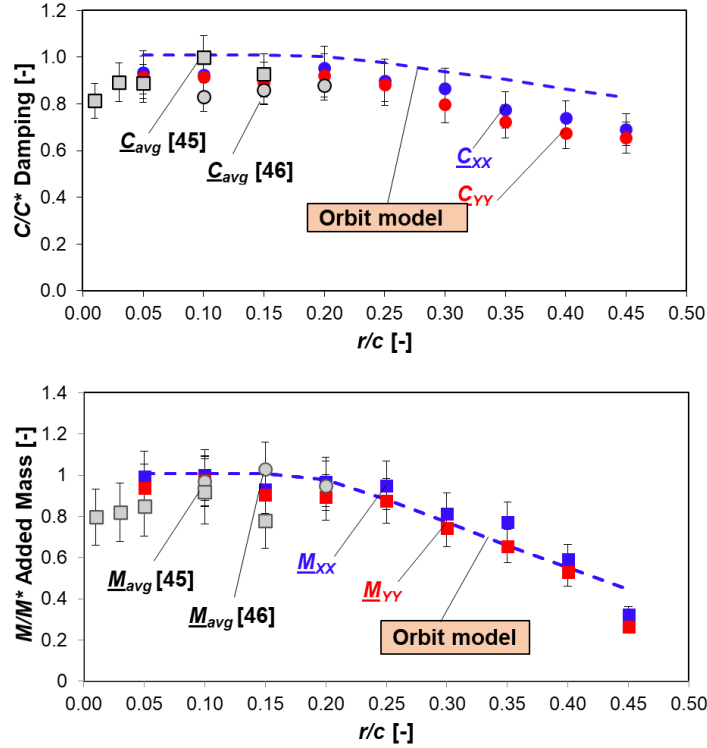 C/C* Damping [-]
1.2
1.0
0.8
0.6
0.4
0.2
0.0
C_avg [45]
C_avg [46]
C_XX
C_YY
Orbit model
0.00 0.05 0.10 0.15 0.20 0.25 0.30 0.35 0.40 0.45 0.50
r/c [-]
M/M* Added Mass [-]
1.4
1.2
1
0.8
0.6
0.4
0.2
0
M_avg [45]
M_avg [46]
M_XX
M_YY
Orbit model
0.00 0.05 0.10 0.15 0.20 0.25 0.30 0.35 0.40 0.45 0.50
r/c [-]